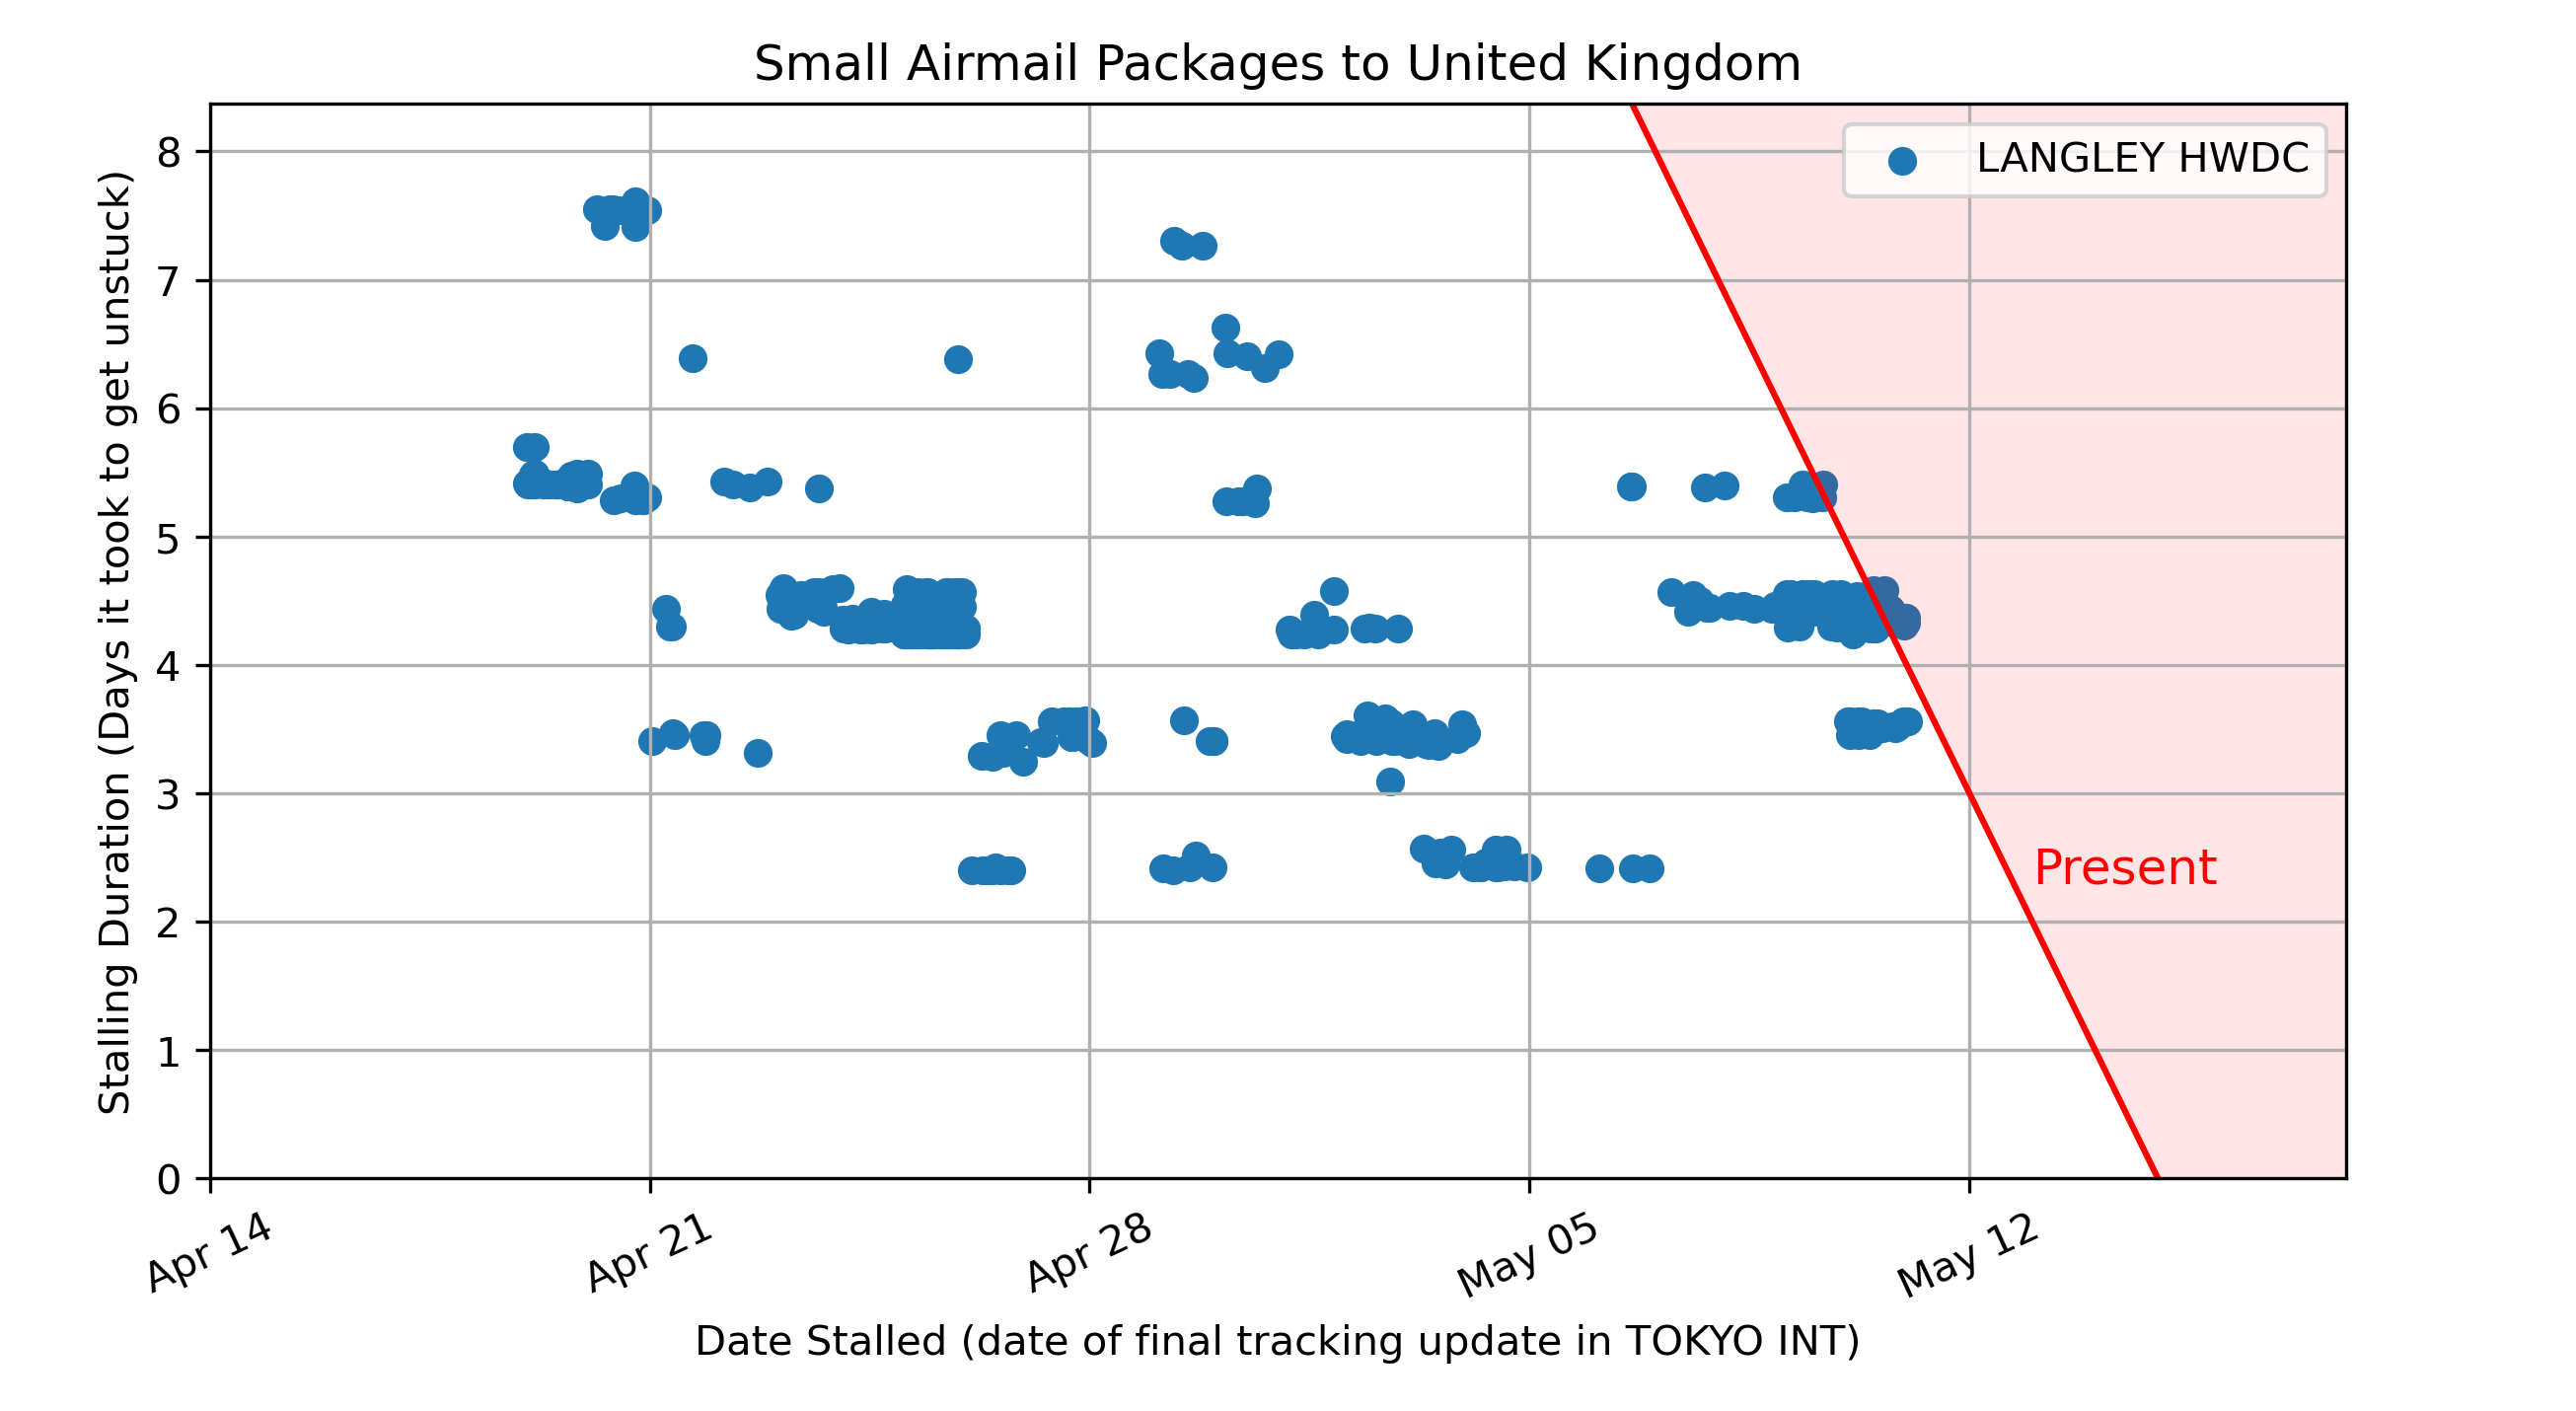 Small Airmail Packages to United Kingdom
LANGLEY HWDC
Stalling Duration (Days it took to get unstuck)
8
7
6
5
4
3
2
1
0
Present
Apr 14
Apr 21
Apr 28
May 05
May 12
Date Stalled (date of final tracking update in TOKYO INT)